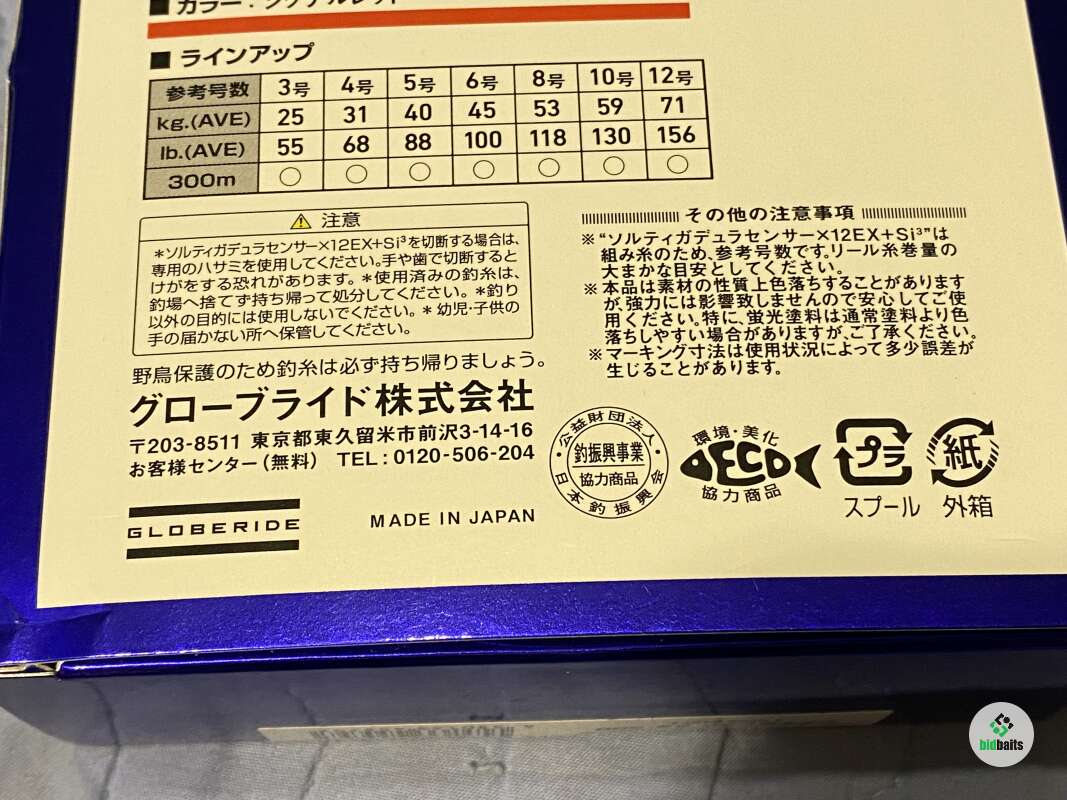 ■ カラー：シグナルレッド
■ ラインアップ
参考号数 3号 4号 5号 6号 8号 10号 12号
kg.(AVE) 25 31 40 45 53 59 71
lb.(AVE) 55 68 88 100 118 130 156
300m ○ ○ ○ ○ ○ ○ ○
⚠ 注意
＊ソルティガデュラセンサー×12EX+Si³を切断する場合は、
専用のハサミを使用してください。手や歯で切断すると
けがをする恐れがあります。＊使用済みの釣糸は、
釣場へ捨てず持ち帰って処分してください。＊釣り
以外の目的には使用しないでください。＊幼児・子供の
手の届かない所へ保管してください。
野鳥保護のため釣糸は必ず持ち帰りましょう。
グローブライド株式会社
〒203-8511 東京都東久留米市前沢3-14-16
お客様センター（無料） TEL：0120-506-204
GLOBERIDE
MADE IN JAPAN
その他の注意事項
※“ソルティガデュラセンサー×12EX+Si³”は
組み糸のため、参考号数です。リール糸巻量の
大まかな目安としてください。
※本品は素材の性質上色落ちすることがあります
が、強力には影響致しませんので安心してご使
用ください。特に、蛍光塗料は通常塗料より色
落ちしやすい場合がありますが、ご了承ください。
※マーキング寸法は使用状況によって多少誤差が
生じることがあります。
・公益財団法人・
釣振興事業
協力商品
日本釣振興会
環境・美化
DECO
協力商品
プラ
スプール
紙
外箱
bidbaits